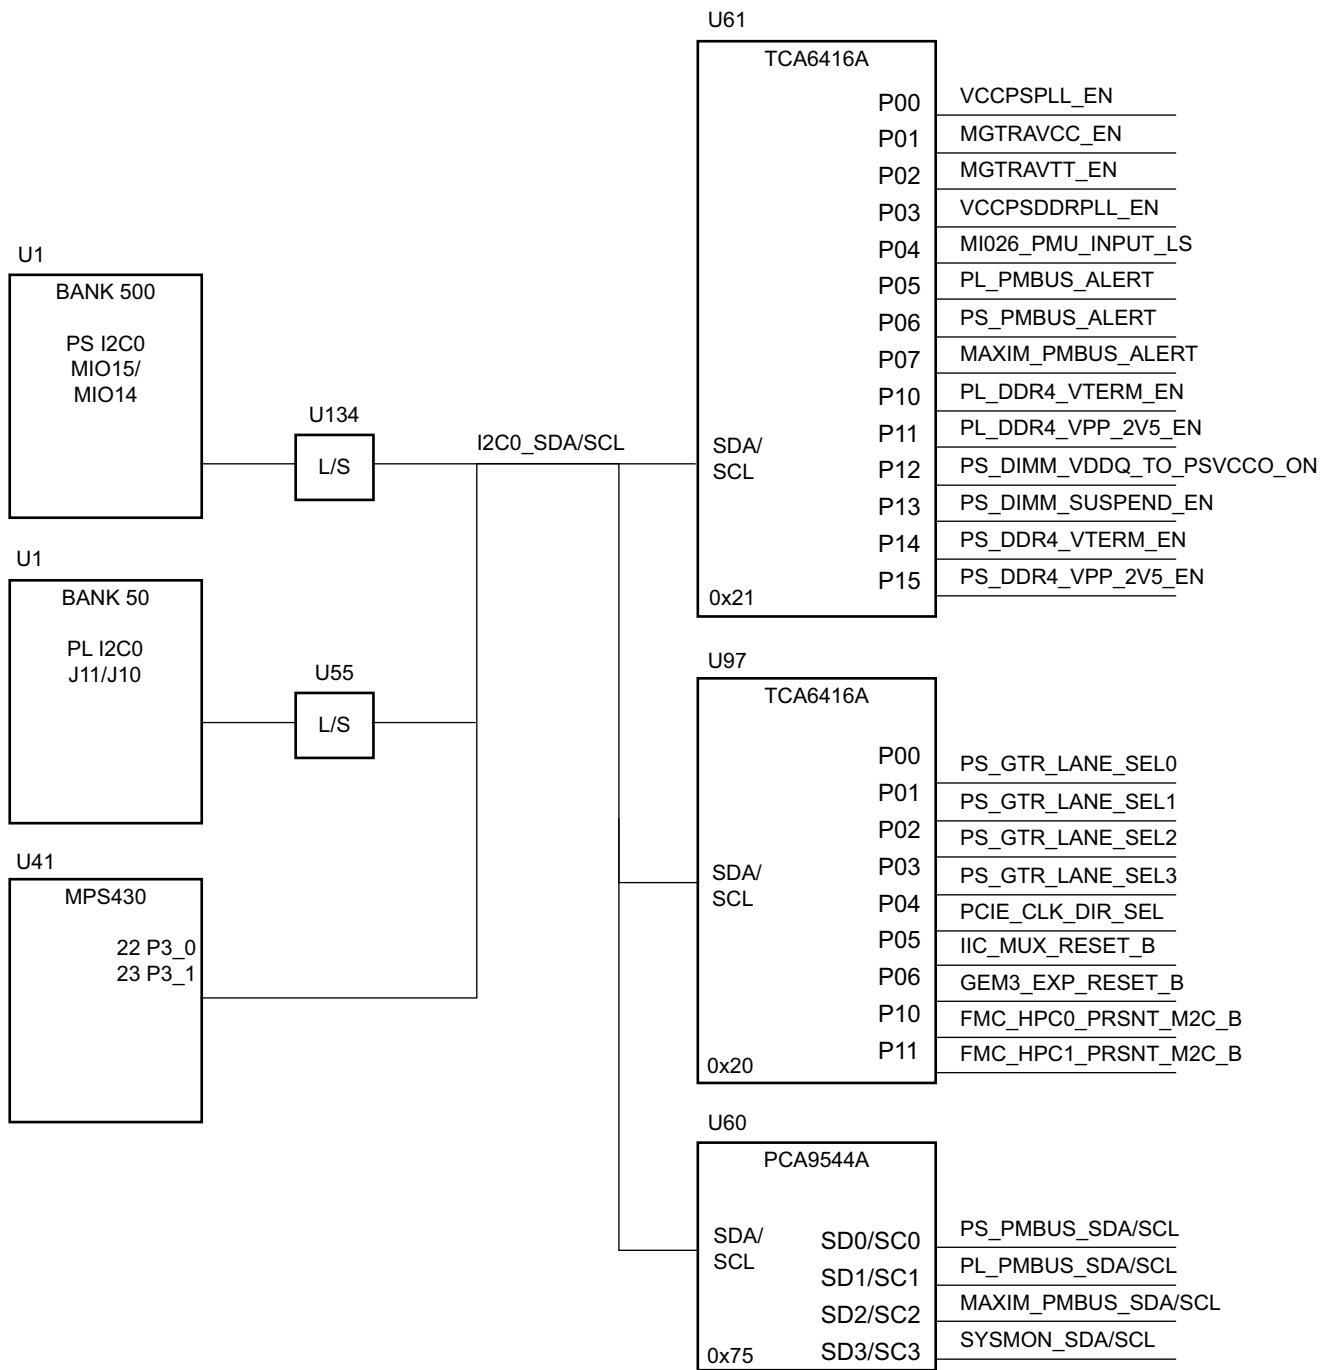 U61
TCA6416A
P00 VCCPSPLL_EN
P01 MGTRAVCC_EN
P02 MGTRAVTT_EN
P03 VCCPSDDRPLL_EN
P04 MI026_PMU_INPUT_LS
P05 PL_PMBUS_ALERT
P06 PS_PMBUS_ALERT
P07 MAXIM_PMBUS_ALERT
P10 PL_DDR4_VTERM_EN
P11 PL_DDR4_VPP_2V5_EN
P12 PS_DIMM_VDDQ_TO_PSVCCO_ON
P13 PS_DIMM_SUSPEND_EN
P14 PS_DDR4_VTERM_EN
P15 PS_DDR4_VPP_2V5_EN
SDA/
SCL
0x21
U1
BANK 500
PS I2C0
MIO15/
MIO14
U134
L/S
I2C0_SDA/SCL
U1
BANK 50
PL I2C0
J11/J10
U55
L/S
U41
MPS430
22 P3_0
23 P3_1
U97
TCA6416A
P00 PS_GTR_LANE_SEL0
P01 PS_GTR_LANE_SEL1
P02 PS_GTR_LANE_SEL2
P03 PS_GTR_LANE_SEL3
P04 PCIE_CLK_DIR_SEL
P05 IIC_MUX_RESET_B
P06 GEM3_EXP_RESET_B
P10 FMC_HPC0_PRSNT_M2C_B
P11 FMC_HPC1_PRSNT_M2C_B
SDA/
SCL
0x20
U60
PCA9544A
SDA/
SCL
SD0/SC0 PS_PMBUS_SDA/SCL
SD1/SC1 PL_PMBUS_SDA/SCL
SD2/SC2 MAXIM_PMBUS_SDA/SCL
SD3/SC3 SYSMON_SDA/SCL
0x75